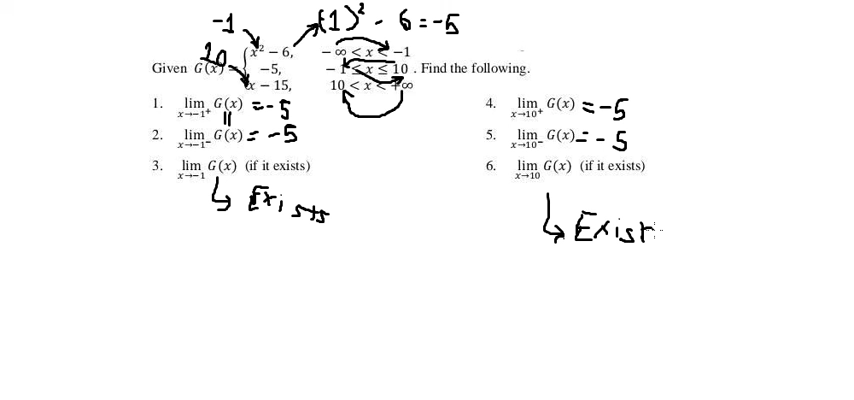 -1 (1)² - 6 = -5
10
x² − 6, −∞ < x < −1
Given G(x) = { −5, − 1 ≤ x ≤ 10 . Find the following.
x − 15, 10 < x < +∞
1. lim x→−1⁺ G(x) = -5 4. lim x→10⁺ G(x) = -5
2. lim x→−1⁻ G(x) = -5 5. lim x→10⁻ G(x) = -5
3. lim x→−1 G(x) (if it exists) 6. lim x→10 G(x) (if it exists)
Exists Exist